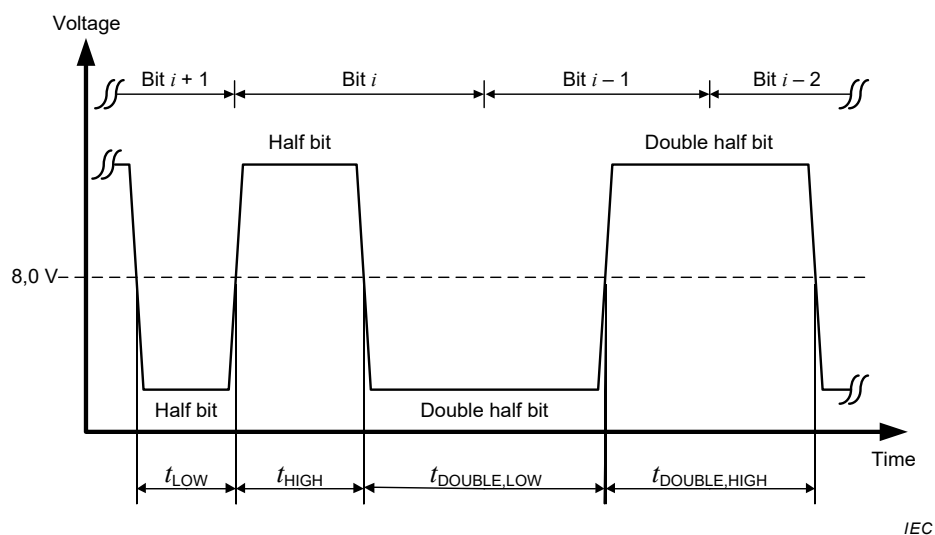 Voltage
Bit i + 1
Bit i
Bit i – 1
Bit i – 2
Half bit
Double half bit
8,0 V
Half bit
Double half bit
Time
tLOW
tHIGH
tDOUBLE,LOW
tDOUBLE,HIGH
IEC